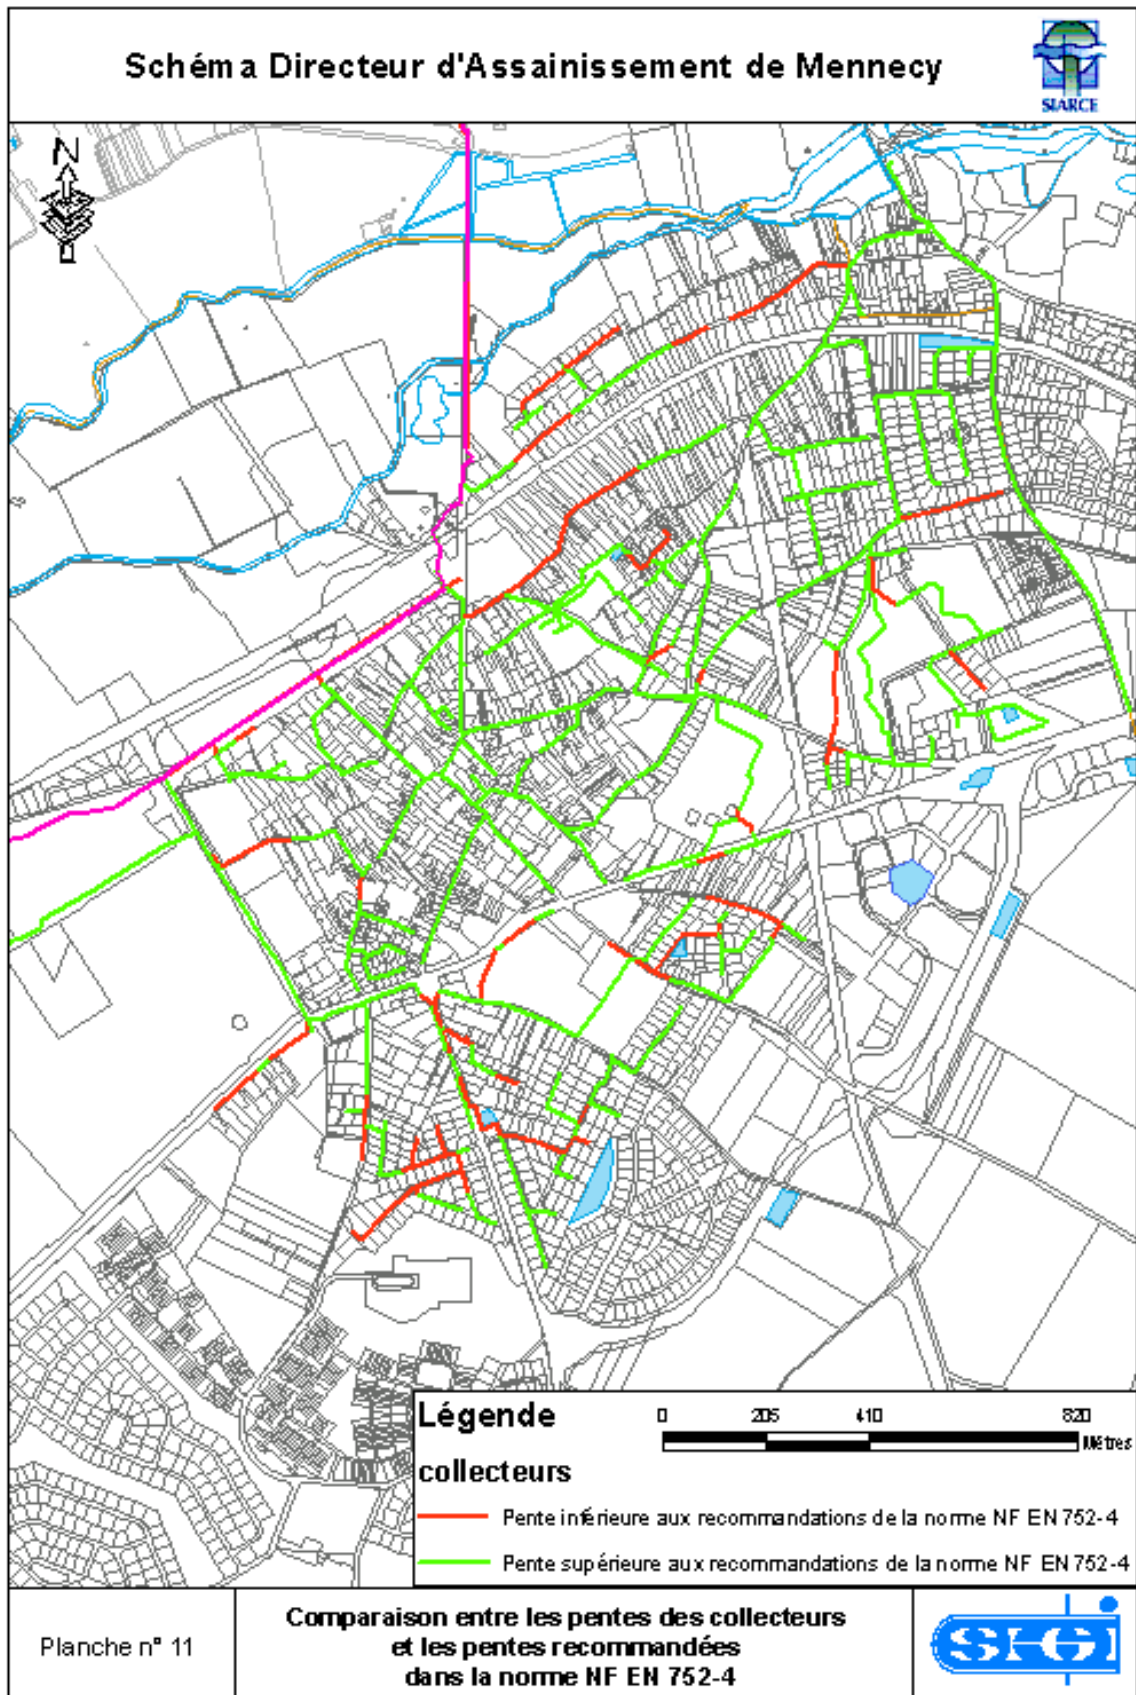 Schéma Directeur d'Assainissement de Mennecy
SIARCE
N
Légende
0 205 410 820
Mètres
collecteurs
Pente inférieure aux recommandations de la norme NF EN 752-4
Pente supérieure aux recommandations de la norme NF EN 752-4
Planche n° 11
Comparaison entre les pentes des collecteurs
et les pentes recommandées
dans la norme NF EN 752-4